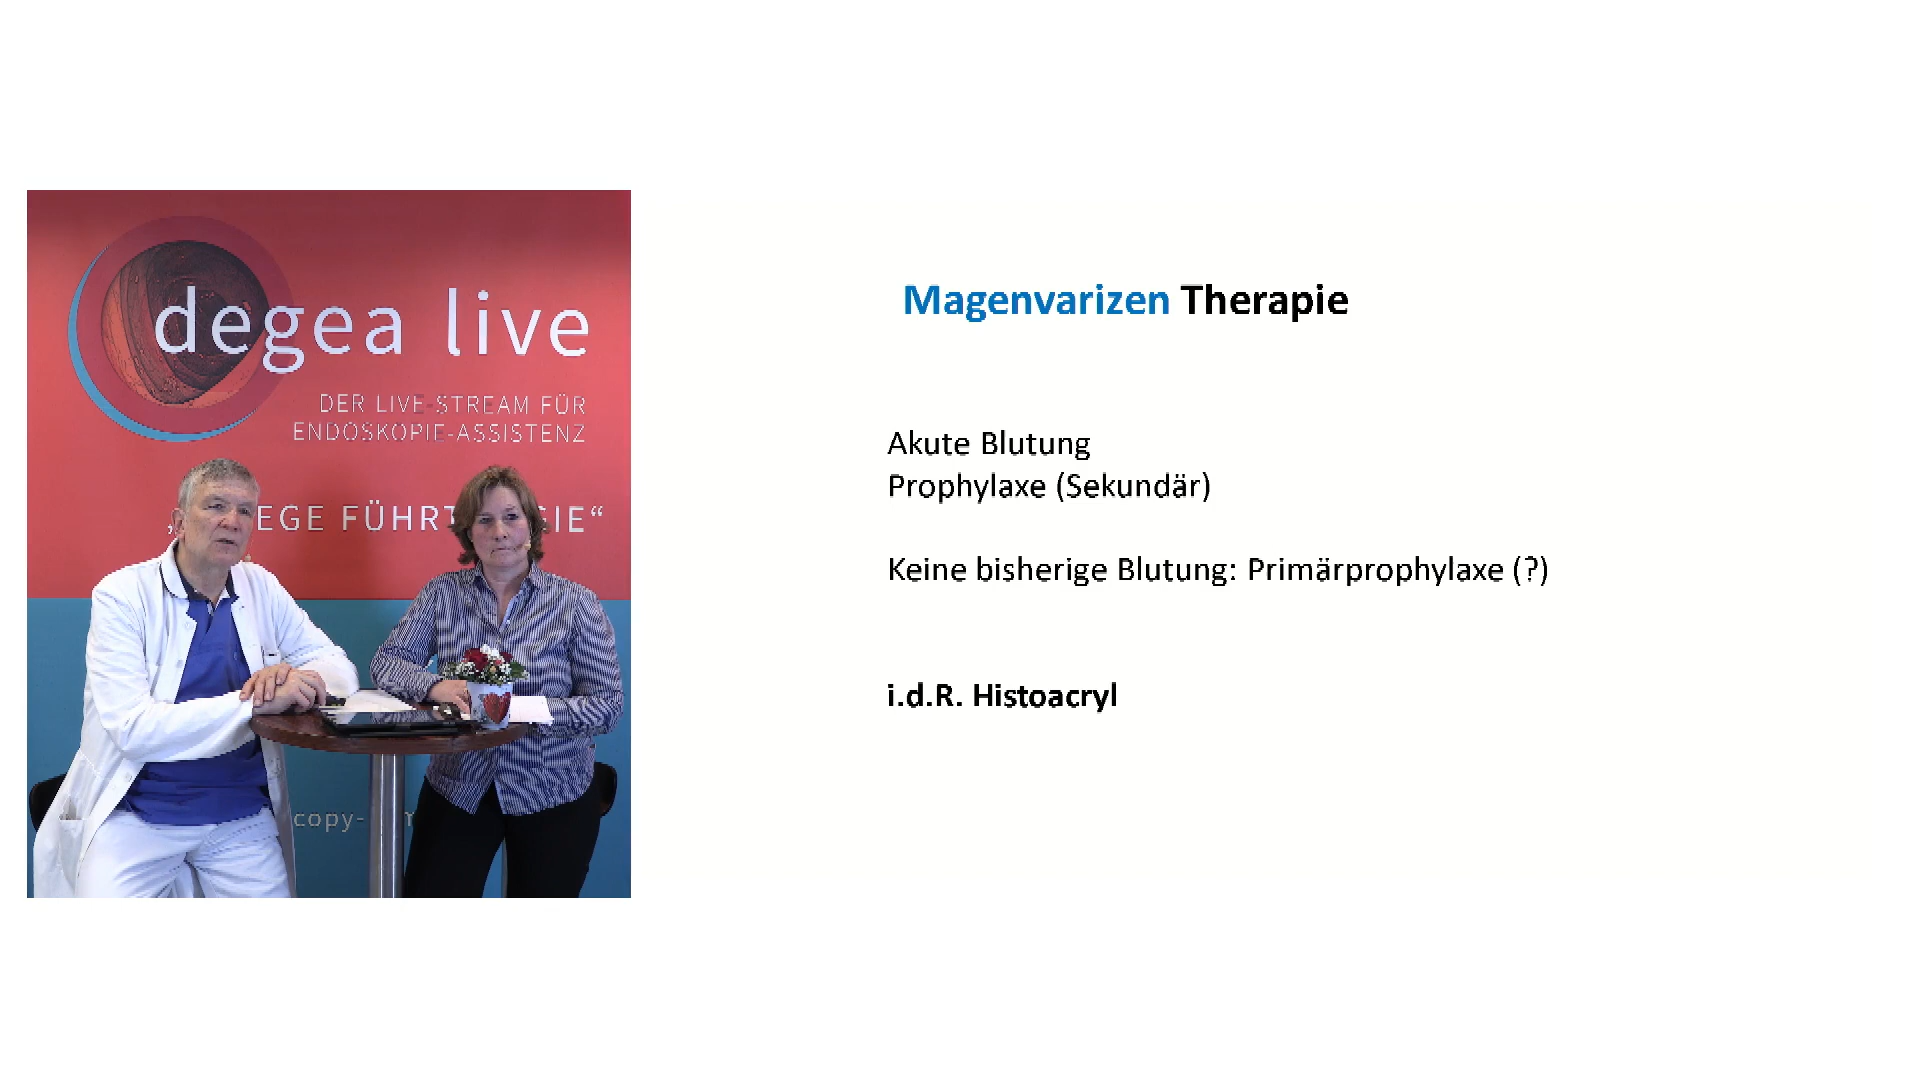 degea live
DER LIVE-STREAM FÜR
ENDOSKOPIE-ASSISTENZ
FÜHRT
Magenvarizen Therapie
Akute Blutung
Prophylaxe (Sekundär)
Keine bisherige Blutung: Primärprophylaxe (?)
i.d.R. Histoacryl